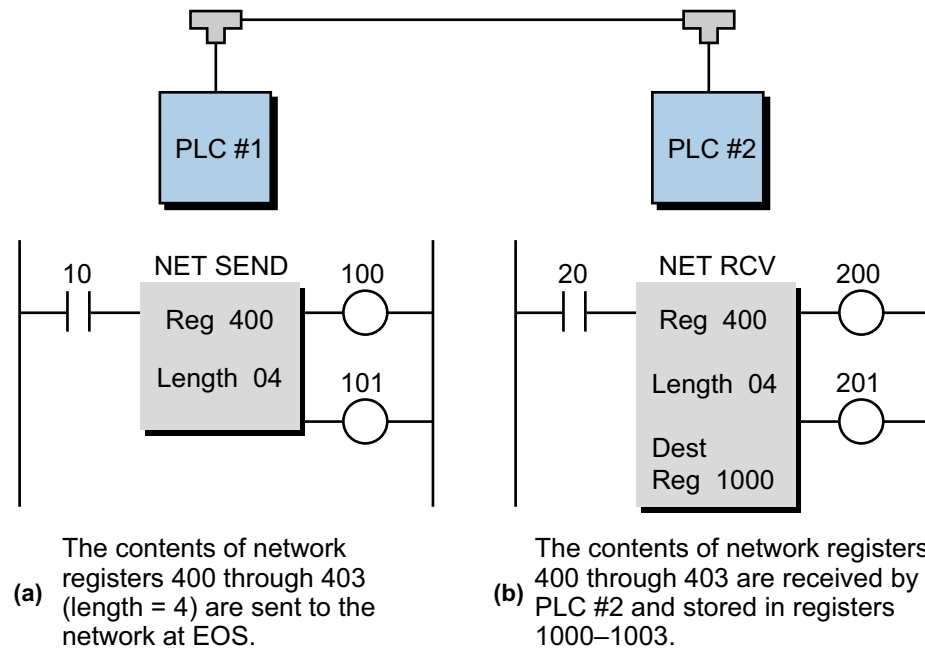 PLC #1
PLC #2
10
NET SEND
100
Reg 400
Length 04
101
20
NET RCV
200
Reg 400
Length 04
201
Dest
Reg 1000
(a)
The contents of network
registers 400 through 403
(length = 4) are sent to the
network at EOS.
(b)
The contents of network registers
400 through 403 are received by
PLC #2 and stored in registers
1000–1003.